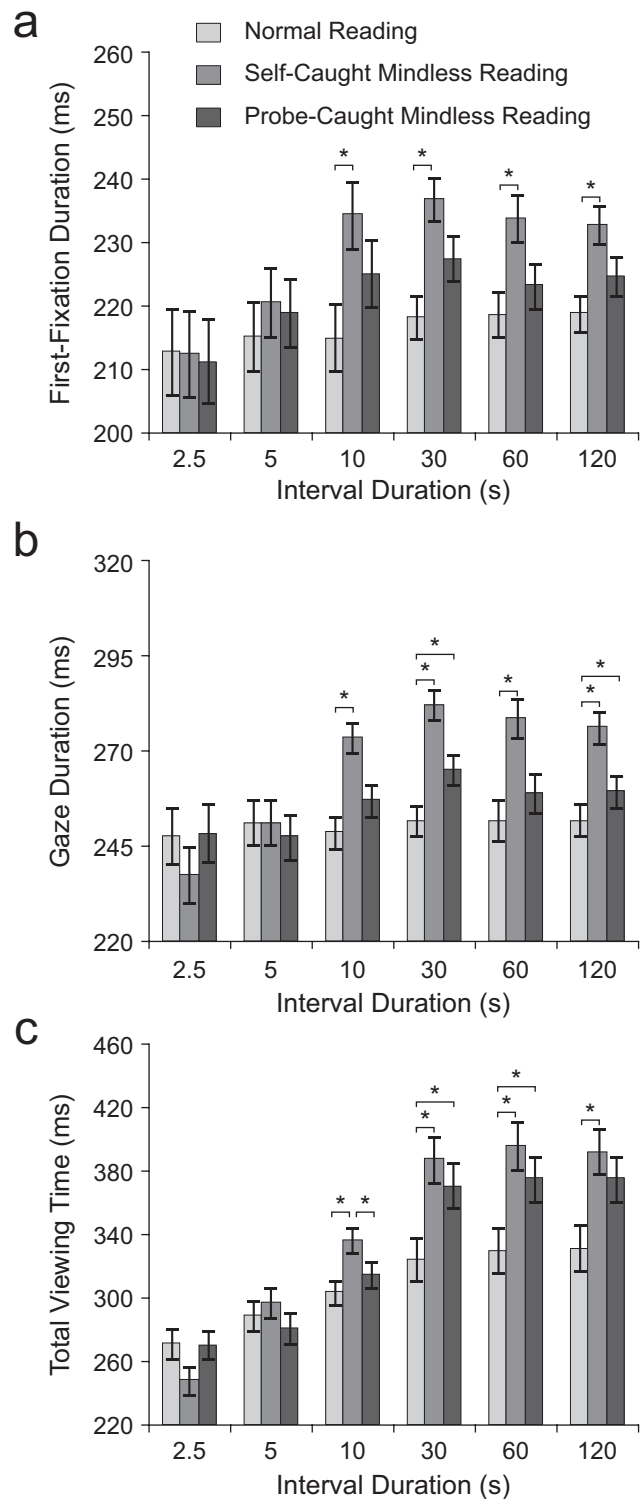 a
Normal Reading
Self-Caught Mindless Reading
Probe-Caught Mindless Reading
First-Fixation Duration (ms)
260
250
240
230
220
210
200
* * * *
2.5 5 10 30 60 120
Interval Duration (s)
b
Gaze Duration (ms)
320
295
270
245
220
* * * * * *
2.5 5 10 30 60 120
Interval Duration (s)
c
Total Viewing Time (ms)
460
420
380
340
300
260
220
* * * * * * *
2.5 5 10 30 60 120
Interval Duration (s)